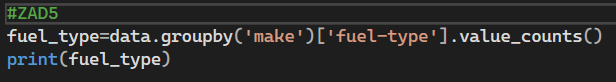 #ZAD5
fuel_type=data.groupby('make')['fuel-type'].value_counts()
print(fuel_type)